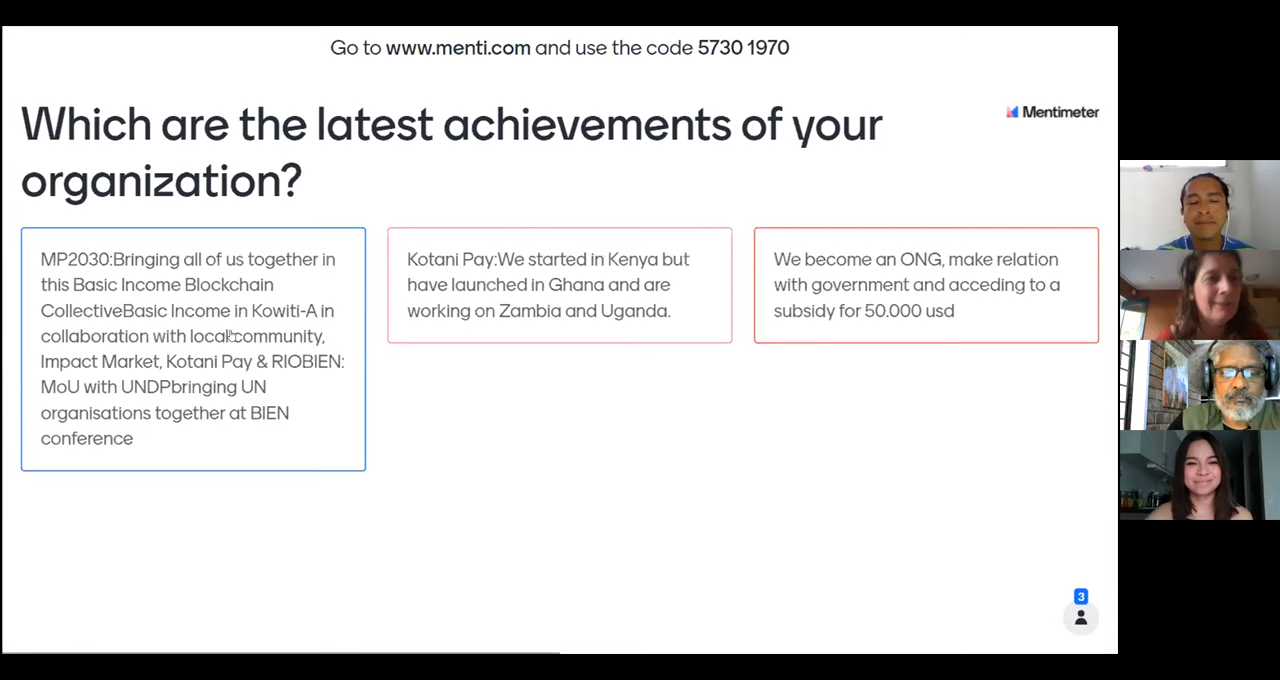 Go to www.menti.com and use the code 5730 1970
Which are the latest achievements of your
organization?
Mentimeter
MP2030:Bringing all of us together in
this Basic Income Blockchain
CollectiveBasic Income in Kowiti-A in
collaboration with local community,
Impact Market, Kotani Pay & RIOBIEN:
MoU with UNDPbringing UN
organisations together at BIEN
conference
Kotani Pay:We started in Kenya but
have launched in Ghana and are
working on Zambia and Uganda.
We become an ONG, make relation
with government and acceding to a
subsidy for 50.000 usd
3